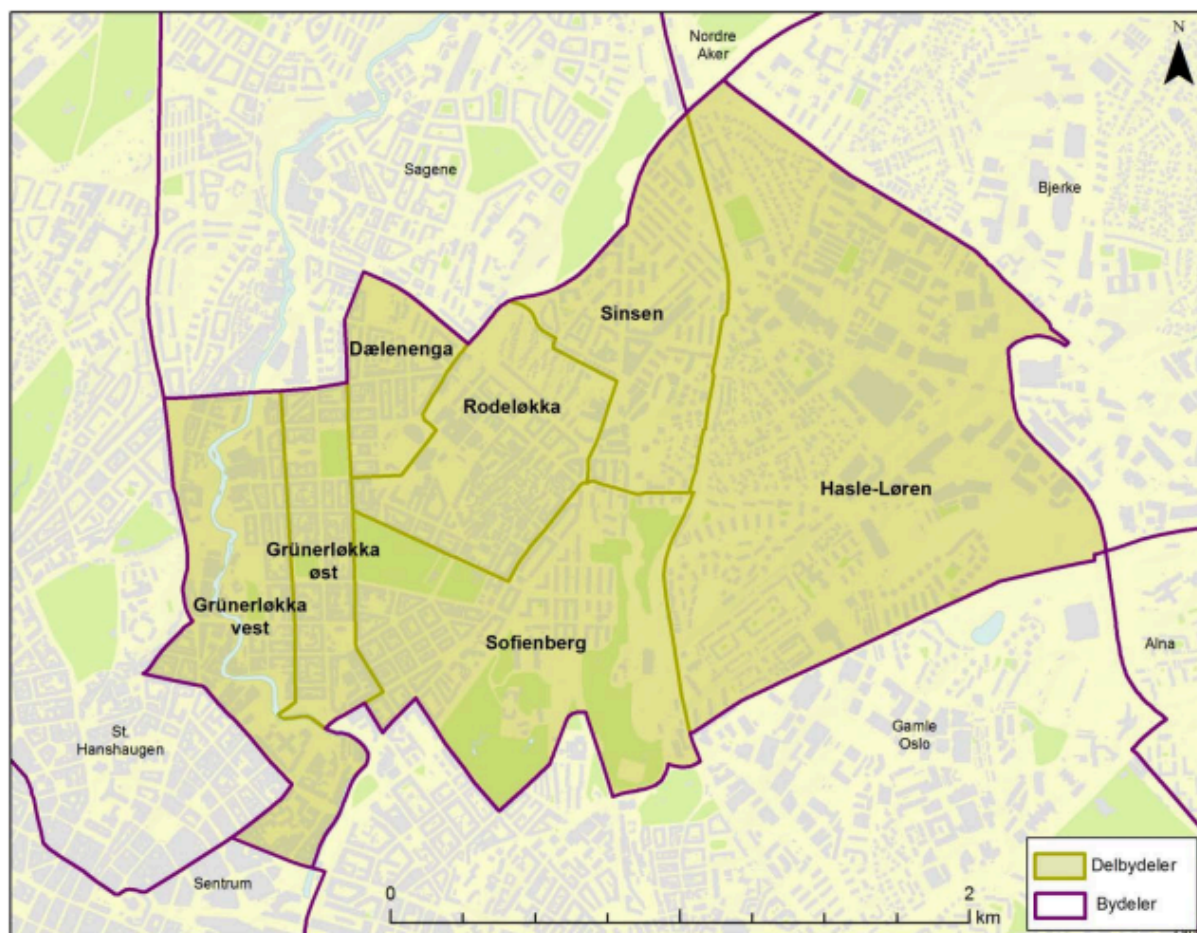 Nordre
Aker
N
Sagene
Bjerke
Sinsen
Dælenenga
Rodeløkka
Hasle-Løren
Grünerløkka
øst
Grünerløkka
vest
Sofienberg
Alna
St.
Hanshaugen
Gamle
Oslo
Sentrum
0
2
km
Delbydeler
Bydeler